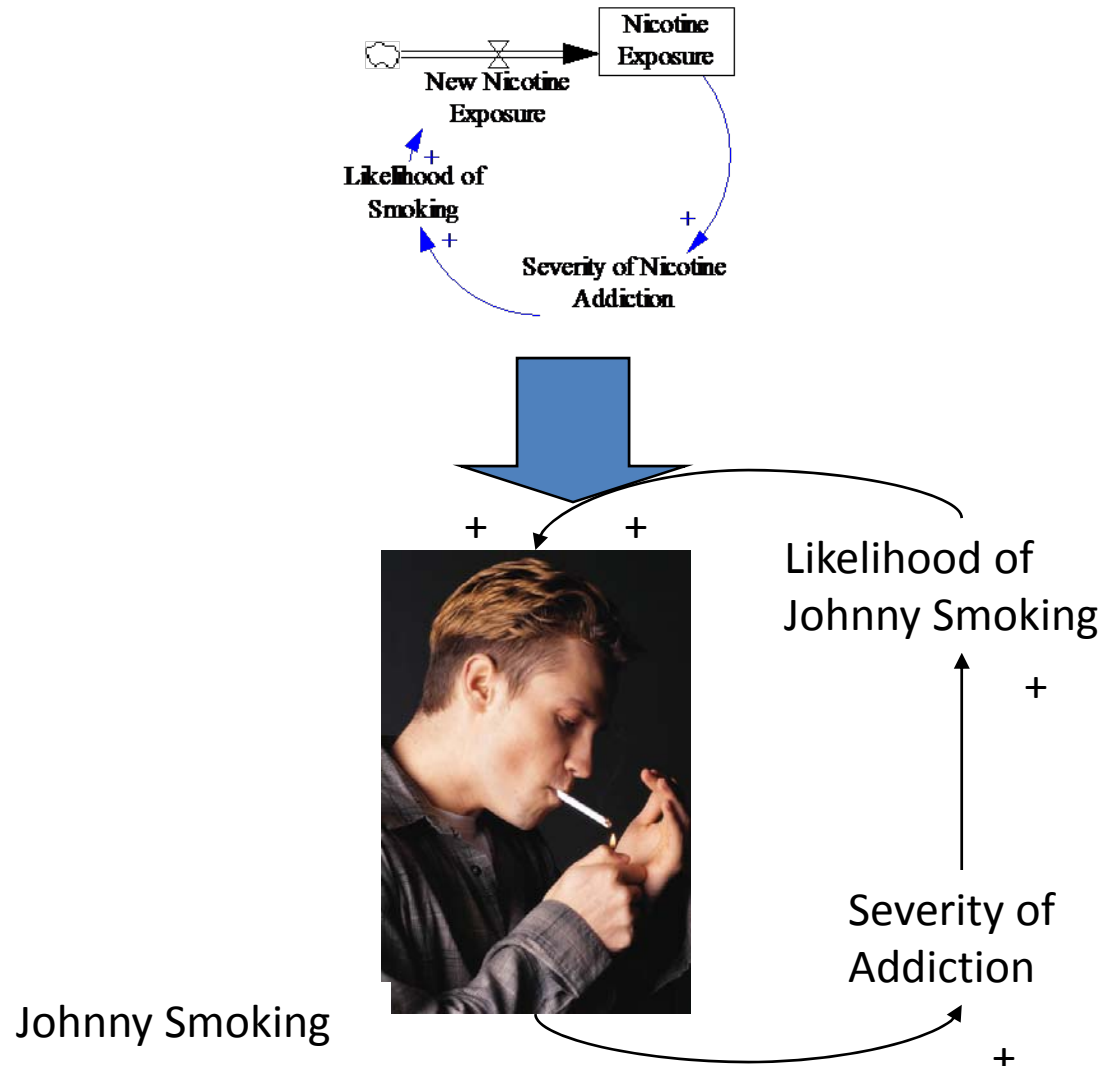 Nicotine
Exposure
New Nicotine
Exposure
+
Likelihood of
Smoking
+
+
Severity of Nicotine
Addiction
+ +
Likelihood of
Johnny Smoking
+
Severity of
Addiction
Johnny Smoking
+